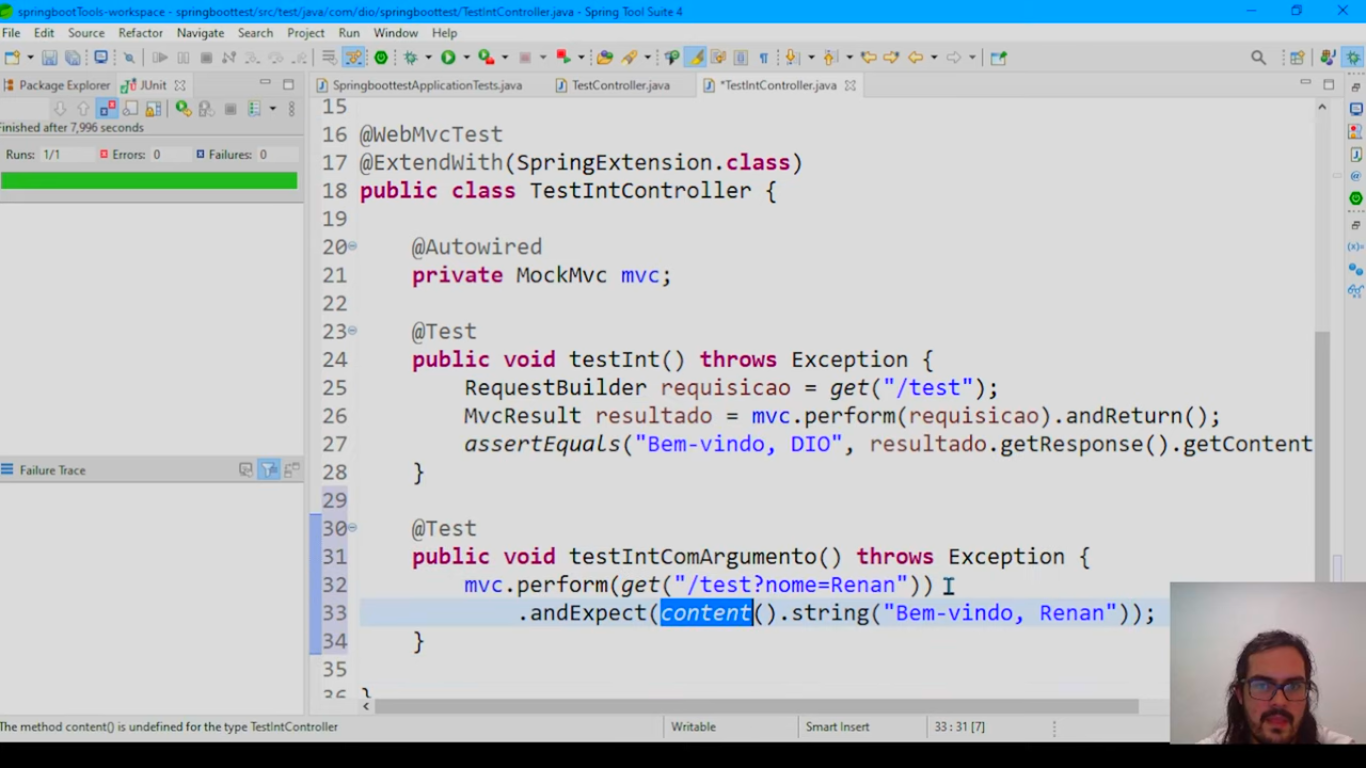 springbootTools-workspace - springboottest/src/test/java/com/dio/springboottest/TestIntController.java - Spring Tool Suite 4
File Edit Source Refactor Navigate Search Project Run Window Help
Package Explorer JUnit
SpringboottestApplicationTests.java TestController.java *TestIntController.java
Finished after 7,996 seconds
Runs: 1/1 Errors: 0 Failures: 0
Failure Trace
15
16 @WebMvcTest
17 @ExtendWith(SpringExtension.class)
18 public class TestIntController {
19
20 @Autowired
21 private MockMvc mvc;
22
23 @Test
24 public void testInt() throws Exception {
25 RequestBuilder requisicao = get("/test");
26 MvcResult resultado = mvc.perform(requisicao).andReturn();
27 assertEquals("Bem-vindo, DIO", resultado.getResponse().getContent
28 }
29
30 @Test
31 public void testIntComArgumento() throws Exception {
32 mvc.perform(get("/test?nome=Renan"))
33 .andExpect(content().string("Bem-vindo, Renan"));
34 }
35
36 }
The method content() is undefined for the type TestIntController Writable Smart Insert 33 : 31 [7]